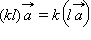 (kl)a⃗ = k(la⃗)